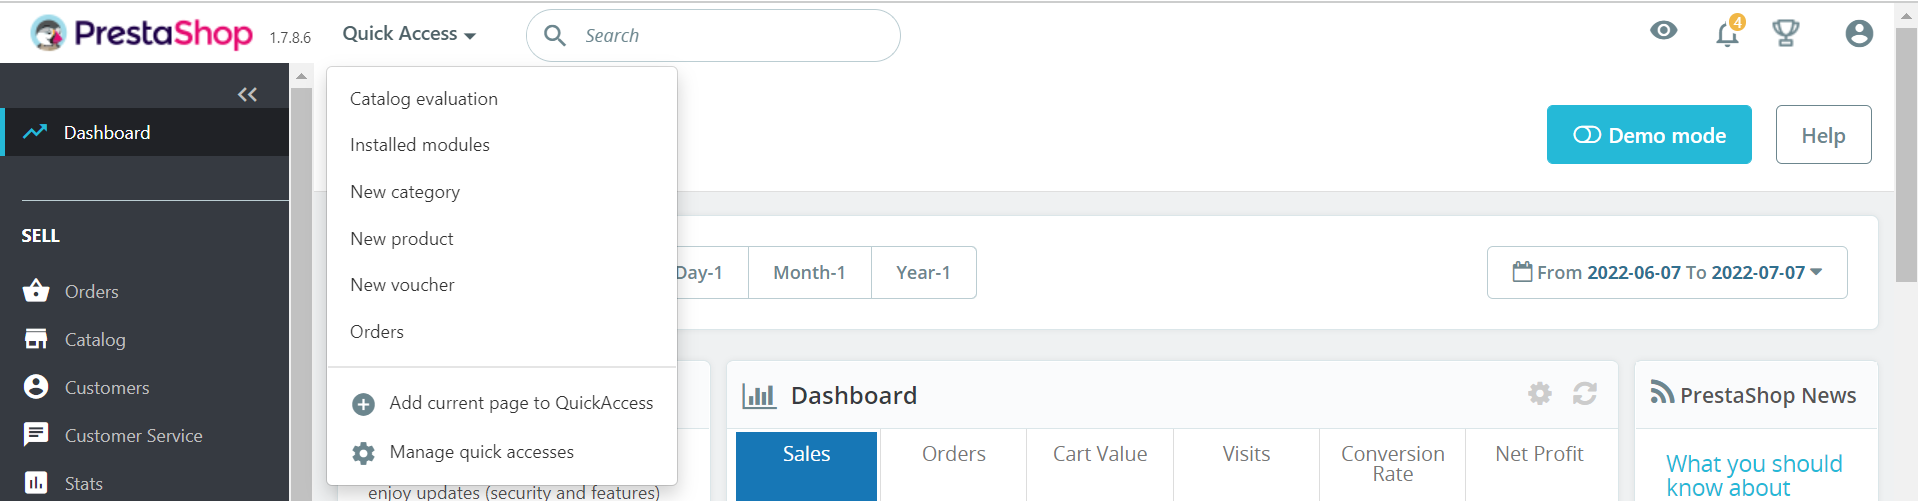 PrestaShop 1.7.8.6 Quick Access Search 4
Dashboard
SELL
Orders
Catalog
Customers
Customer Service
Stats
Catalog evaluation
Installed modules
New category
New product
New voucher
Orders
Add current page to QuickAccess
Manage quick accesses
enjoy updates (security and features)
Demo mode Help
Day-1 Month-1 Year-1
From 2022-06-07 To 2022-07-07
Dashboard
Sales Orders Cart Value Visits Conversion Rate Net Profit
PrestaShop News
What you should
know about